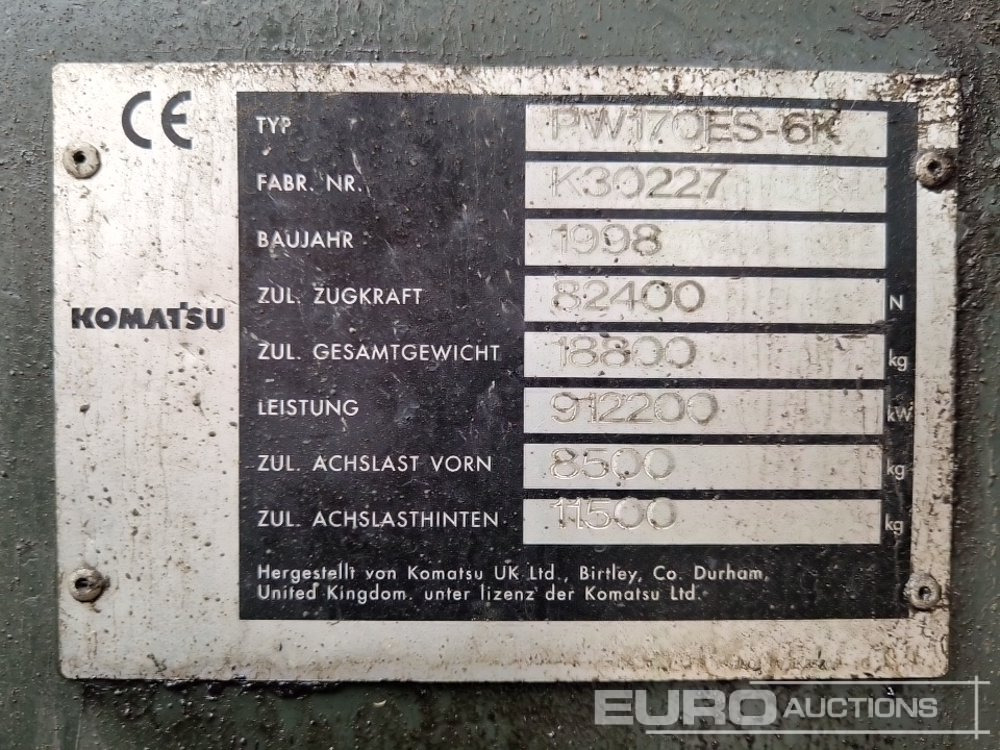 CE
KOMATSU
TYP PW170ES-6K
FABR. NR. K30227
BAUJAHR 1998
ZUL. ZUGKRAFT 82400 N
ZUL. GESAMTGEWICHT 18800 kg
LEISTUNG 912200 kW
ZUL. ACHSLAST VORN 8500 kg
ZUL. ACHSLASTHINTEN 11500 kg
Hergestellt von Komatsu UK Ltd., Birtley, Co. Durham,
United Kingdom. unter lizenz der Komatsu Ltd.
EURO AUCTIONS